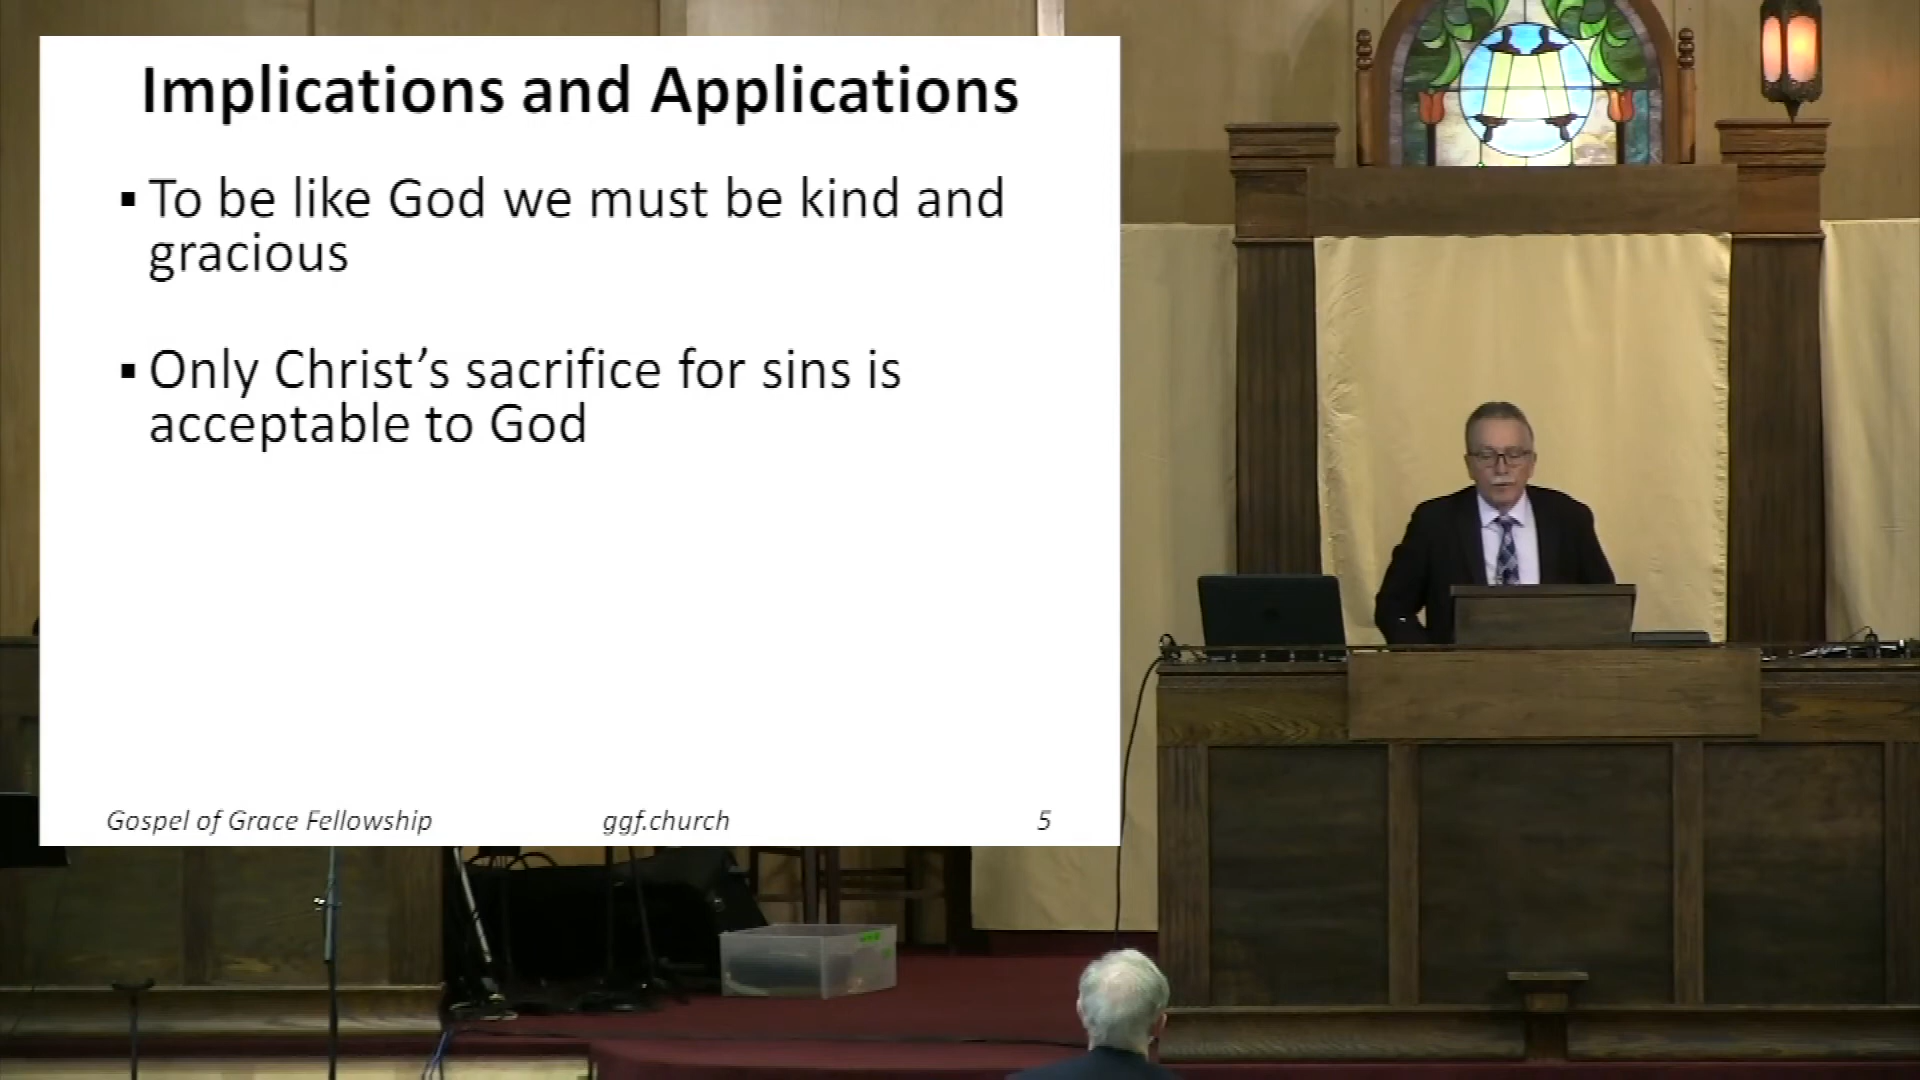 Implications and Applications
▪ To be like God we must be kind and
gracious
▪ Only Christ’s sacrifice for sins is
acceptable to God
Gospel of Grace Fellowship ggf.church 5